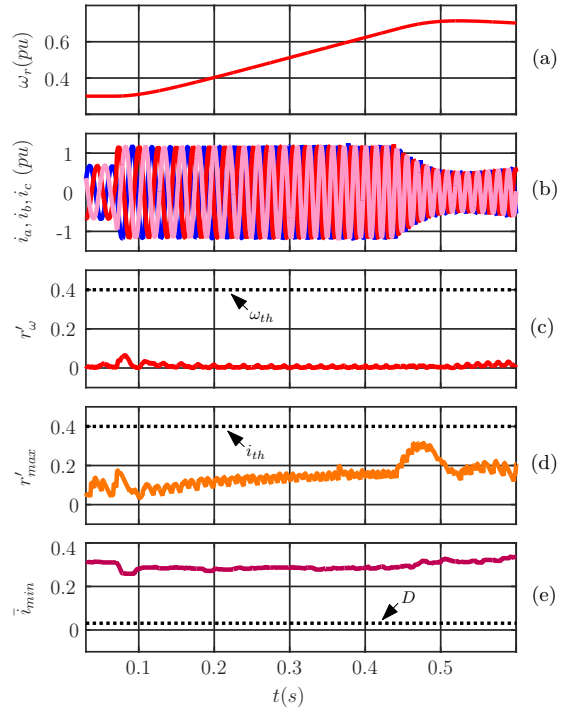 ω_r(pu)
0.6
0.4
(a)
i_a, i_b, i_c (pu)
1
0
-1
(b)
r'_ω
0.4
0.2
0
ω_th
(c)
r'_max
0.4
0.2
0
i_th
(d)
ī_min
0.4
0.2
0
D
(e)
0.1 0.2 0.3 0.4 0.5
t(s)